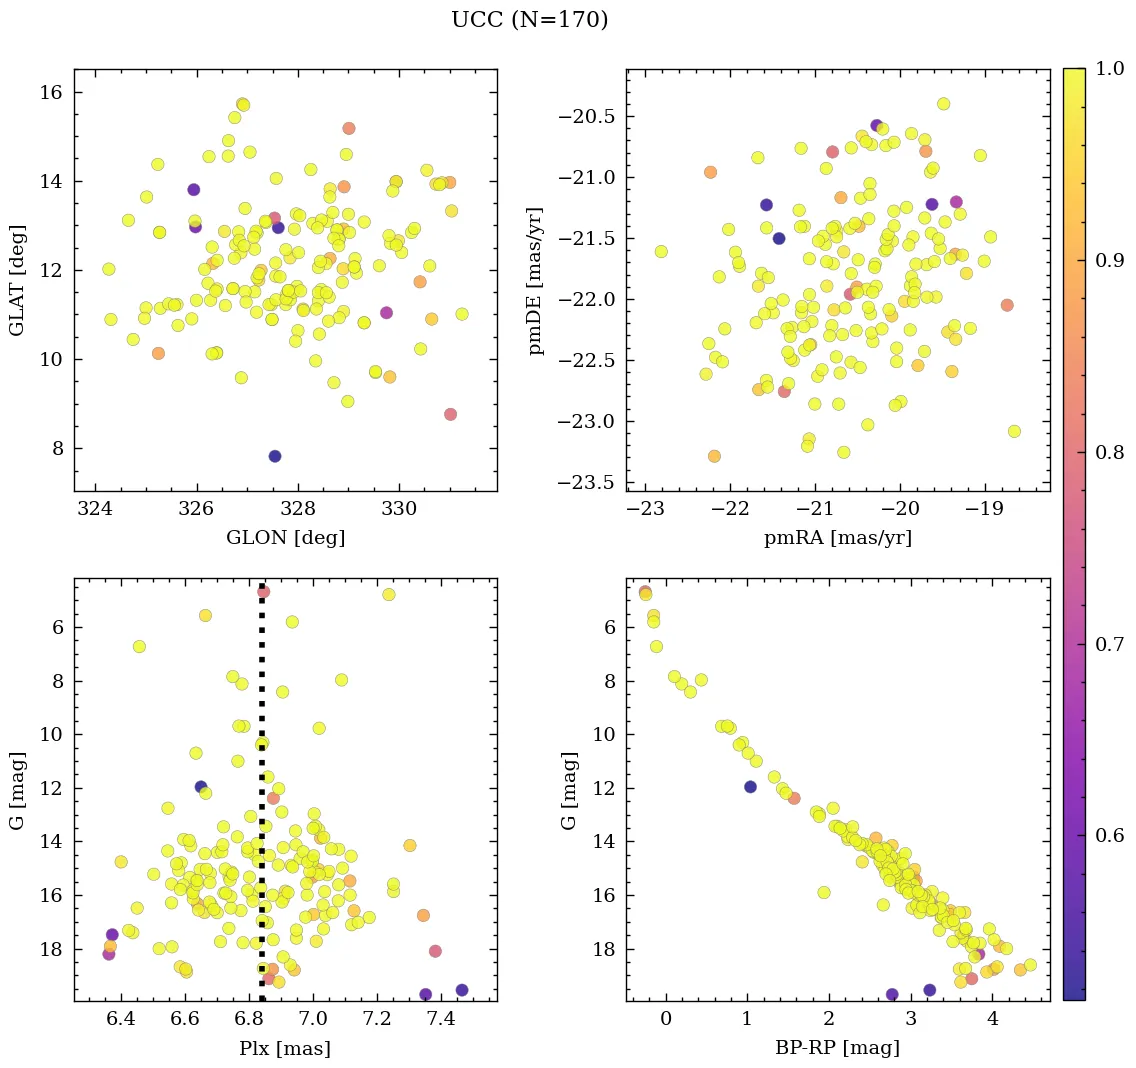 UCC (N=170)
16
14
12
10
8
GLAT [deg]
324 326 328 330
GLON [deg]
−20.5
−21.0
−21.5
−22.0
−22.5
−23.0
−23.5
pmDE [mas/yr]
−23 −22 −21 −20 −19
pmRA [mas/yr]
6
8
10
12
14
16
18
G [mag]
6.4 6.6 6.8 7.0 7.2 7.4
Plx [mas]
6
8
10
12
14
16
18
G [mag]
0 1 2 3 4
BP-RP [mag]
1.0
0.9
0.8
0.7
0.6